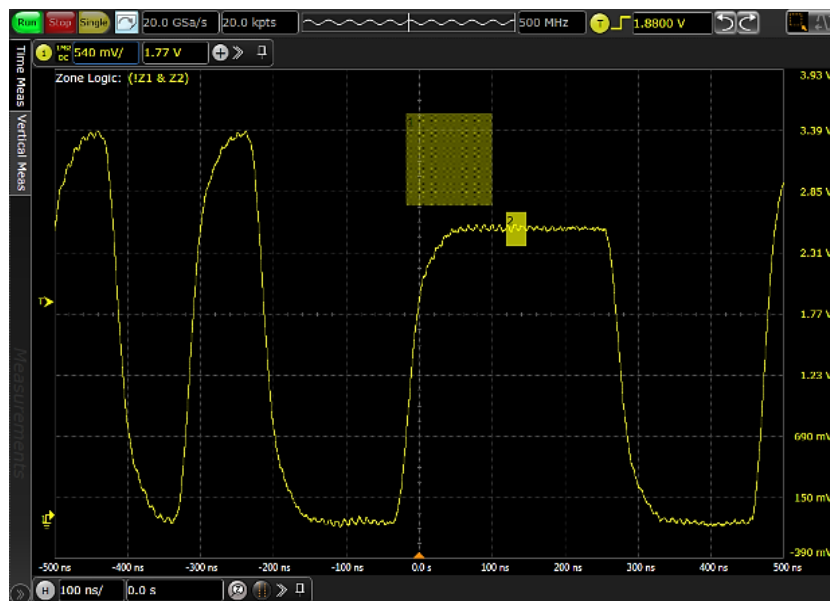 Run Stop Single 20.0 GSa/s 20.0 kpts 500 MHz T 1.8800 V
1 1MΩ DC 540 mV/ 1.77 V
Time Meas
Vertical Meas
Measurements
Zone Logic: (!Z1 & Z2)
3.93 V
3.39 V
2.85 V
2.31 V
1.77 V
1.23 V
690 mV
150 mV
-390 mV
1
2
T
-500 ns -400 ns -300 ns -200 ns -100 ns 0.0 s 100 ns 200 ns 300 ns 400 ns 500 ns
H 100 ns/ 0.0 s